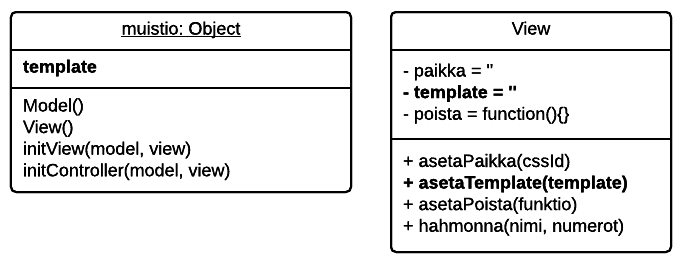 muistio: Object
template
Model()
View()
initView(model, view)
initController(model, view)
View
- paikka = ''
- template = ''
- poista = function(){}
+ asetaPaikka(cssId)
+ asetaTemplate(template)
+ asetaPoista(funktio)
+ hahmonna(nimi, numerot)